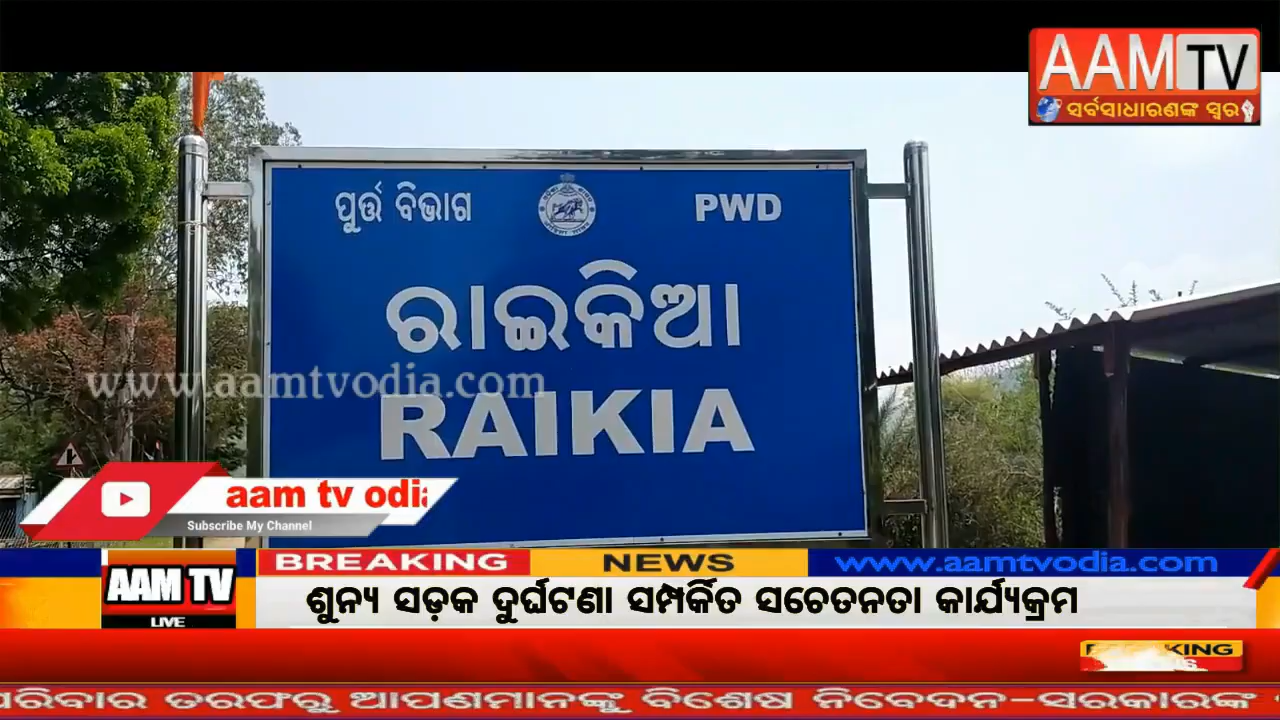 AAM TV
ସର୍ବସାଧାରଣଙ୍କ ସ୍ୱର
ପୂର୍ତ୍ତ ବିଭାଗ PWD
ରାଇକିଆ
www.aamtvodia.com
RAIKIA
aam tv odia
Subscribe My Channel
BREAKING NEWS www.aamtvodia.com
AAM TV
LIVE
ଶୁନ୍ୟ ସଡ଼କ ଦୁର୍ଘଟଣା ସମ୍ପର୍କିତ ସଚେତନତା କାର୍ଯ୍ୟକ୍ରମ
ପରିବାର ତରଫରୁ ଆପଣମାନଙ୍କୁ ବିଶେଷ ନିବେଦନ-ସରକାରଙ୍କ